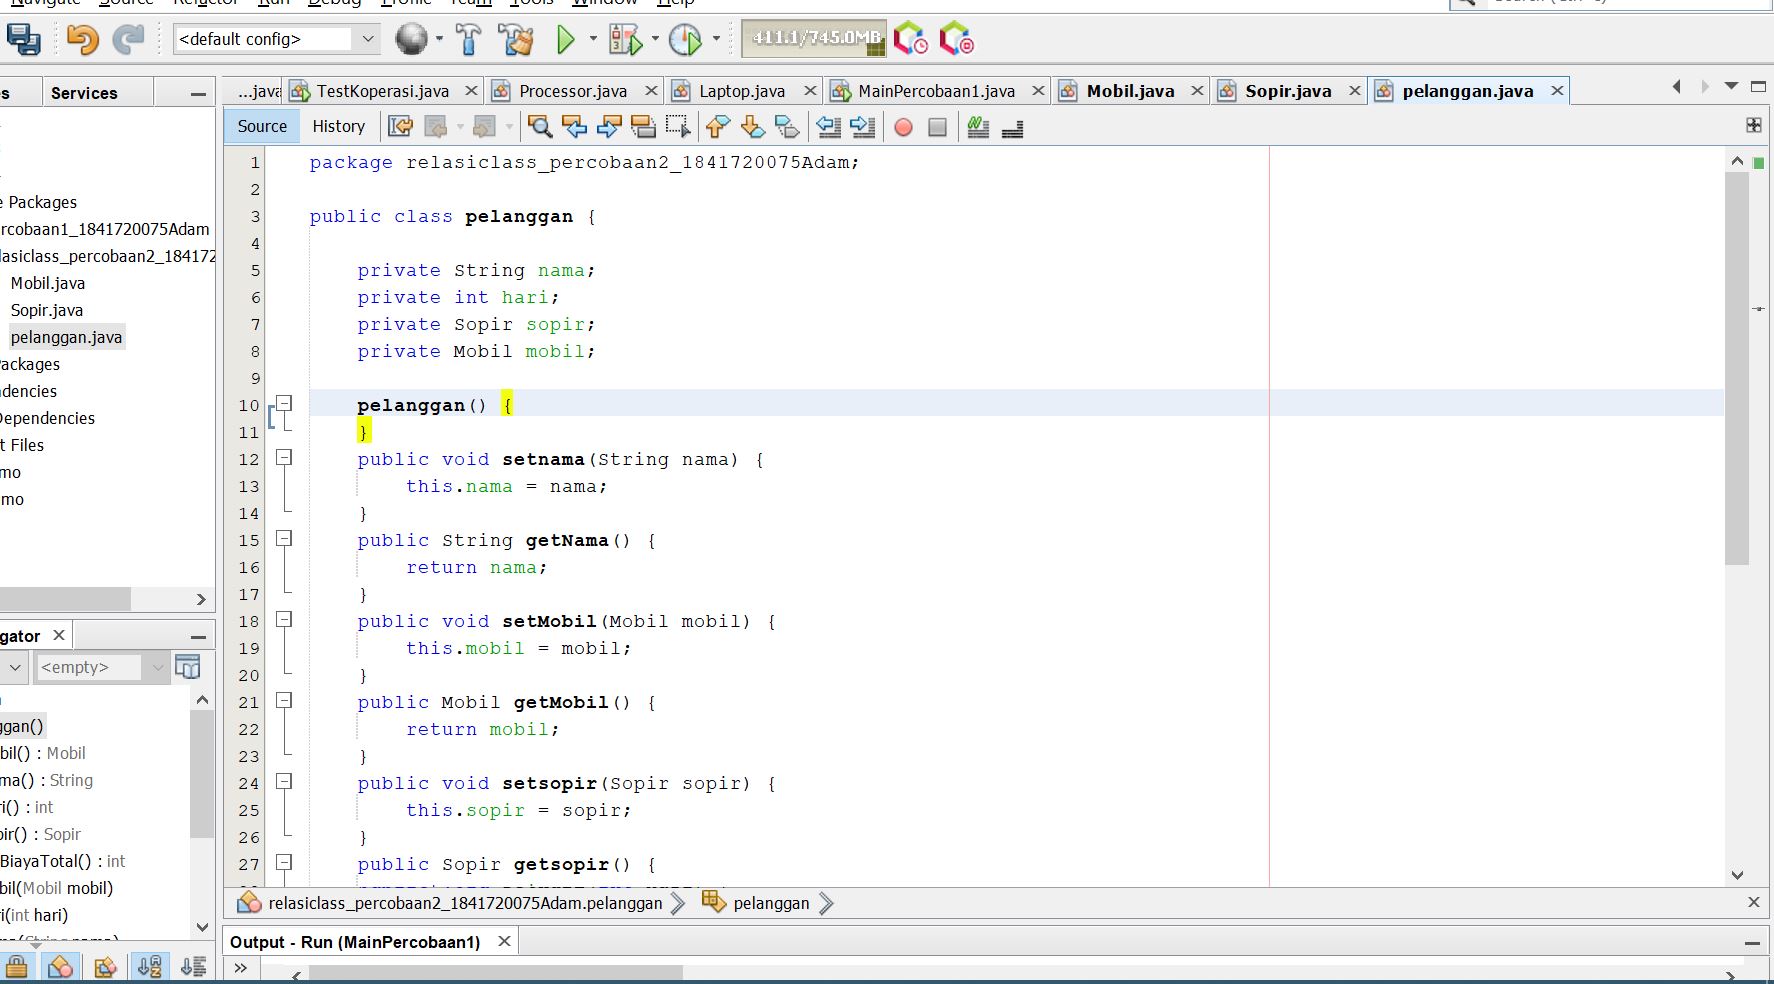 Navigate Source Refactor Run Debug Profile Team Tools Window Help
<default config>
411.1/745.0MB
Services
...java TestKoperasi.java Processor.java Laptop.java MainPercobaan1.java Mobil.java Sopir.java pelanggan.java
Source History
e Packages
rcobaan1_1841720075Adam
lasiclass_percobaan2_184172
Mobil.java
Sopir.java
pelanggan.java
Packages
ndencies
Dependencies
t Files
mo
mo
gator
<empty>
ggan()
bil() : Mobil
ma() : String
ri() : int
pir() : Sopir
BiayaTotal() : int
bil(Mobil mobil)
ri(int hari)
1 package relasiclass_percobaan2_1841720075Adam;
2
3 public class pelanggan {
4
5 private String nama;
6 private int hari;
7 private Sopir sopir;
8 private Mobil mobil;
9
10 pelanggan() {
11 }
12 public void setnama(String nama) {
13 this.nama = nama;
14 }
15 public String getNama() {
16 return nama;
17 }
18 public void setMobil(Mobil mobil) {
19 this.mobil = mobil;
20 }
21 public Mobil getMobil() {
22 return mobil;
23 }
24 public void setsopir(Sopir sopir) {
25 this.sopir = sopir;
26 }
27 public Sopir getsopir() {
relasiclass_percobaan2_1841720075Adam.pelanggan pelanggan
Output - Run (MainPercobaan1)